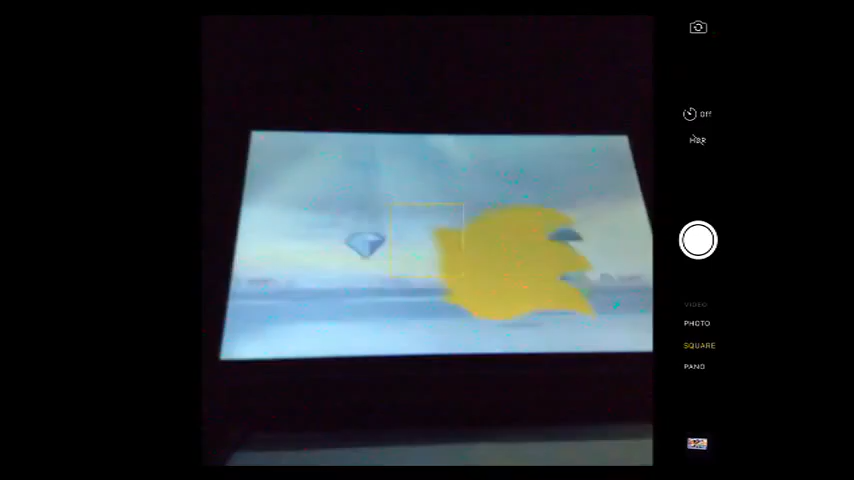 Off
HDR
VIDEO
PHOTO
SQUARE
PANO